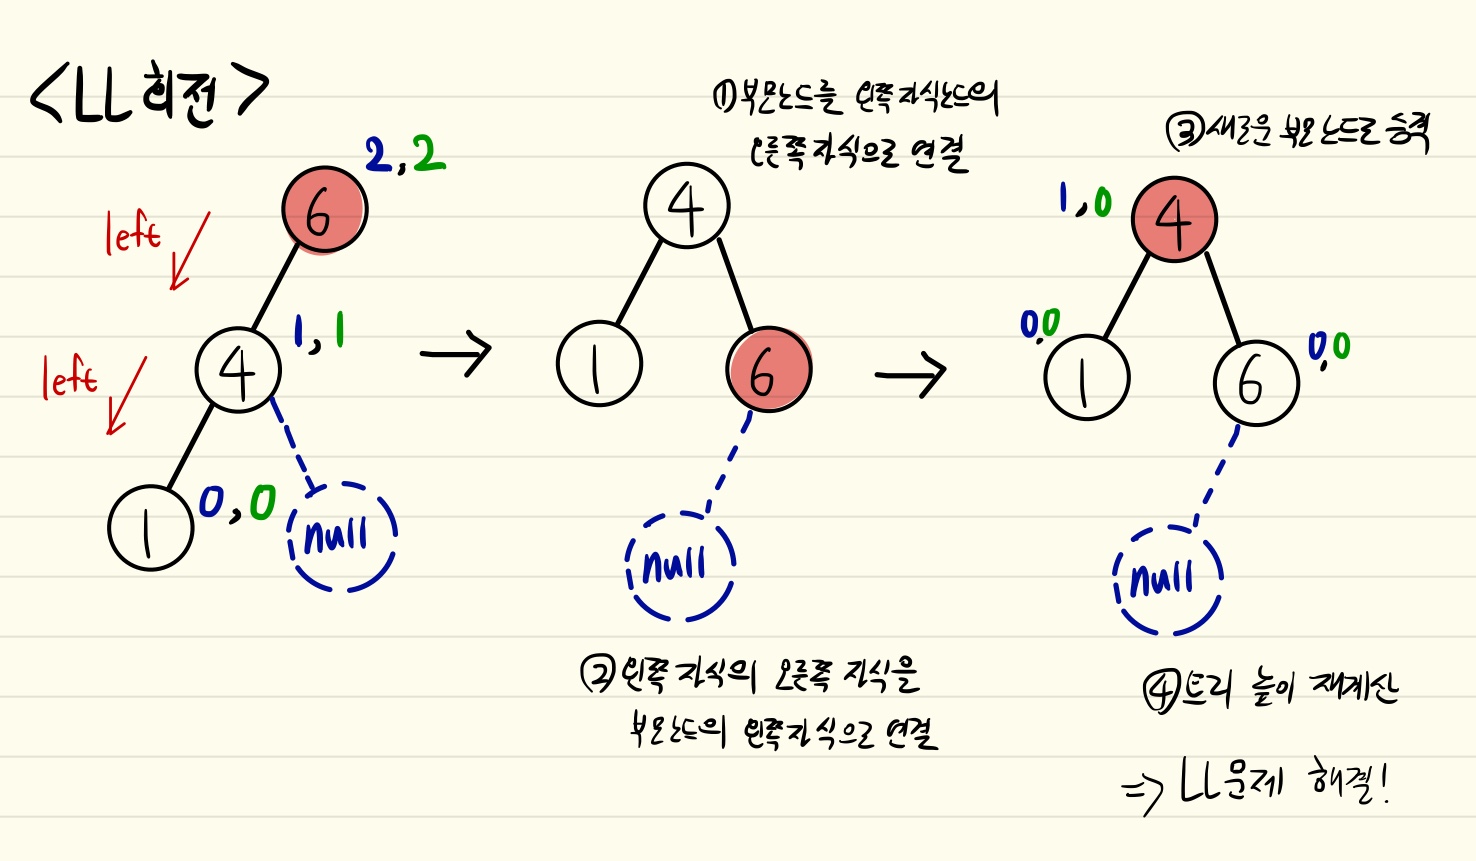 <LL 회전>
2,2
6
left
4
1,1
left
1
0,0
null
①부모노드를 왼쪽 자식노드의
오른쪽 자식으로 연결
4
1
6
null
②왼쪽 자식의 오른쪽 자식을
부모노드의 왼쪽자식으로 연결
③새로운 부모노드로 승격
1,0
4
0,0
1
6
0,0
null
④트리 높이 재계산
=> LL문제 해결!